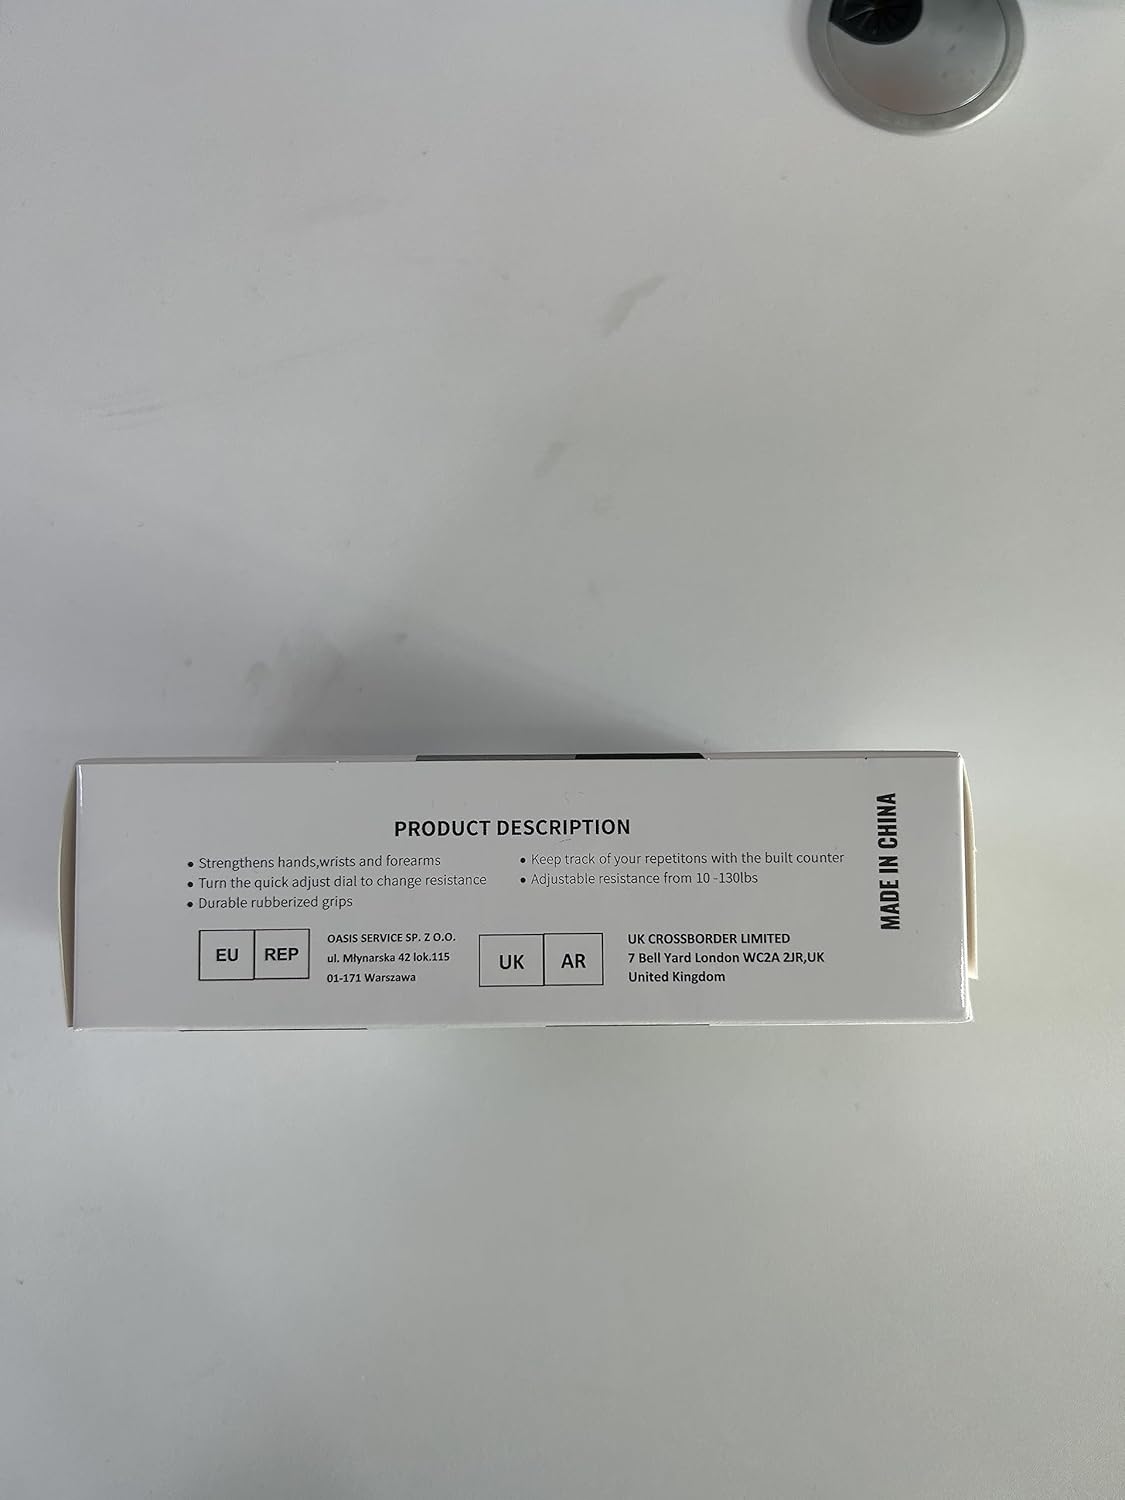 PRODUCT DESCRIPTION
• Strengthens hands,wrists and forearms
• Turn the quick adjust dial to change resistance
• Durable rubberized grips
• Keep track of your repetitons with the built counter
• Adjustable resistance from 10 -130lbs
EU REP
OASIS SERVICE SP. Z O.O.
ul. Młynarska 42 lok.115
01-171 Warszawa
UK AR
UK CROSSBORDER LIMITED
7 Bell Yard London WC2A 2JR,UK
United Kingdom
MADE IN CHINA